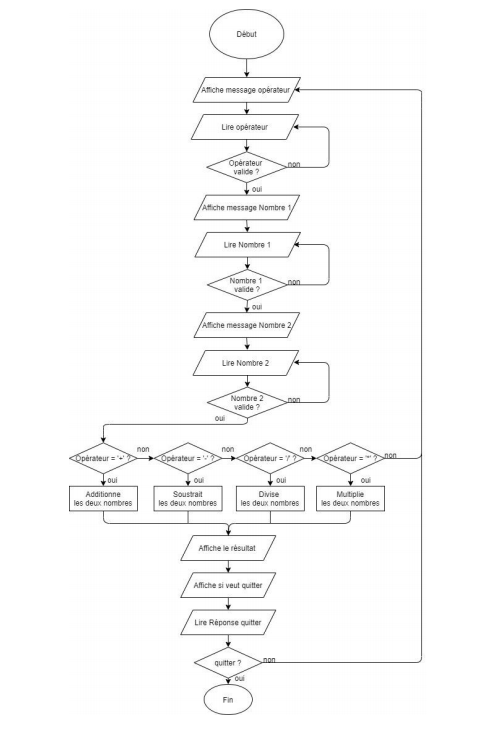 Début
Affiche message opérateur
Lire opérateur
Opérateur
valide ?
non
oui
Affiche message Nombre 1
Lire Nombre 1
Nombre 1
valide ?
non
oui
Affiche message Nombre 2
Lire Nombre 2
Nombre 2
valide ?
non
oui
Opérateur = '+' ?
non
Opérateur = '-' ?
non
Opérateur = '/' ?
non
Opérateur = '*' ?
non
oui
oui
oui
oui
Additionne
les deux nombres
Soustrait
les deux nombres
Divise
les deux nombres
Multiplie
les deux nombres
Affiche le résultat
Affiche si veut quitter
Lire Réponse quitter
quitter ?
non
oui
Fin